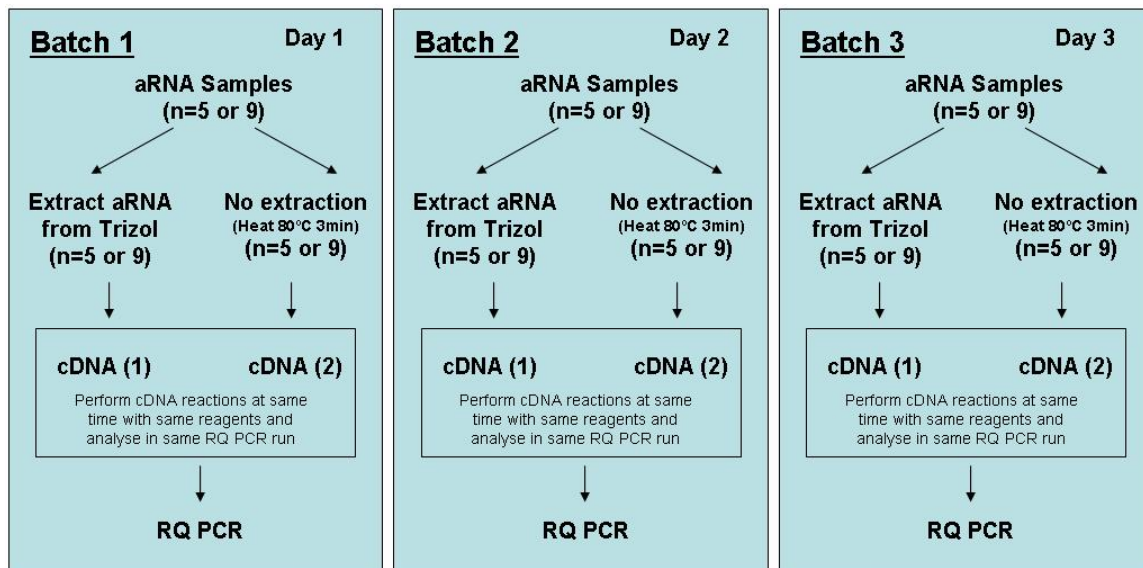 Batch 1
Day 1
aRNA Samples
(n=5 or 9)
Extract aRNA
from Trizol
(n=5 or 9)
No extraction
(Heat 80°C 3min)
(n=5 or 9)
cDNA (1)
cDNA (2)
Perform cDNA reactions at same
time with same reagents and
analyse in same RQ PCR run
RQ PCR
Batch 2
Day 2
aRNA Samples
(n=5 or 9)
Extract aRNA
from Trizol
(n=5 or 9)
No extraction
(Heat 80°C 3min)
(n=5 or 9)
cDNA (1)
cDNA (2)
Perform cDNA reactions at same
time with same reagents and
analyse in same RQ PCR run
RQ PCR
Batch 3
Day 3
aRNA Samples
(n=5 or 9)
Extract aRNA
from Trizol
(n=5 or 9)
No extraction
(Heat 80°C 3min)
(n=5 or 9)
cDNA (1)
cDNA (2)
Perform cDNA reactions at same
time with same reagents and
analyse in same RQ PCR run
RQ PCR